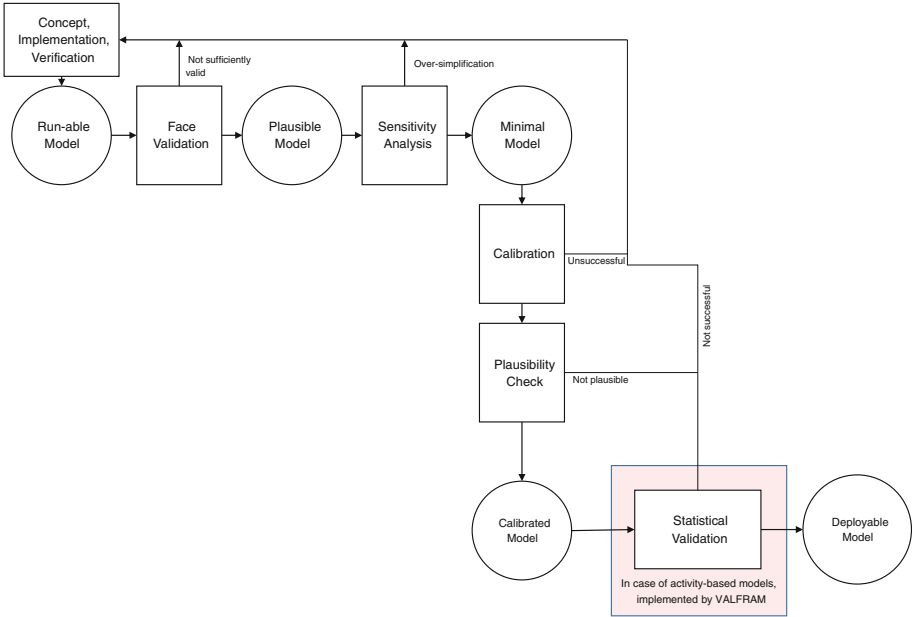 Concept,
Implementation,
Verification
Not sufficiently
valid
Over-simplification
Run-able
Model
Face
Validation
Plausible
Model
Sensitivity
Analysis
Minimal
Model
Calibration
Unsuccessful
Not successful
Plausibility
Check
Not plausible
Calibrated
Model
Statistical
Validation
Deployable
Model
In case of activity-based models,
implemented by VALFRAM